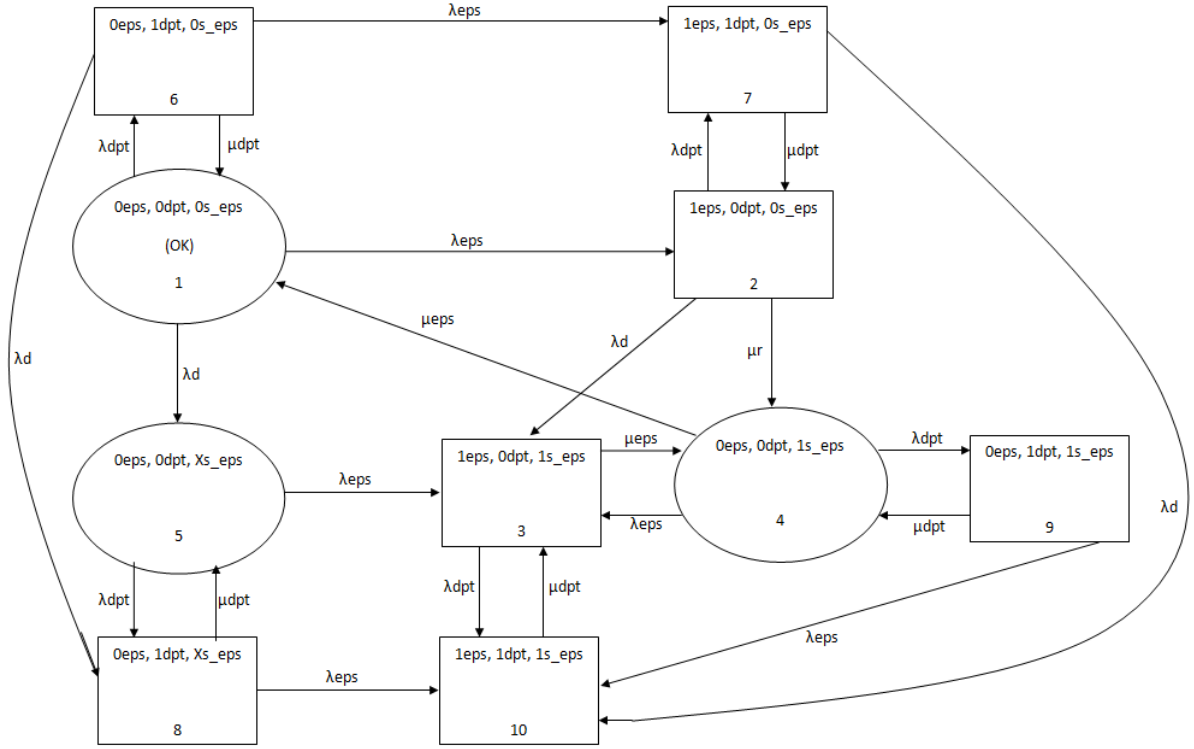 λeps
0eps, 1dpt, 0s_eps
6
1eps, 1dpt, 0s_eps
7
λdpt
μdpt
λdpt
μdpt
0eps, 0dpt, 0s_eps
(OK)
1
λeps
1eps, 0dpt, 0s_eps
2
μeps
λd
μr
λd
λd
0eps, 0dpt, Xs_eps
5
λeps
1eps, 0dpt, 1s_eps
3
μeps
λeps
0eps, 0dpt, 1s_eps
4
λdpt
μdpt
0eps, 1dpt, 1s_eps
9
λd
λdpt
μdpt
λdpt
μdpt
λeps
0eps, 1dpt, Xs_eps
8
λeps
1eps, 1dpt, 1s_eps
10